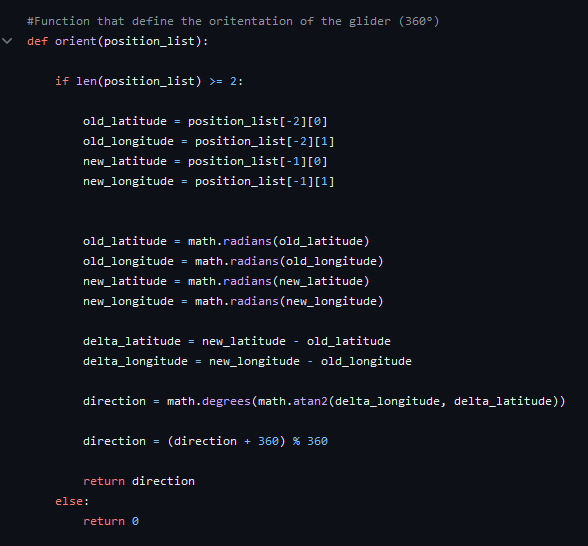 #Function that define the oritentation of the glider (360°)
def orient(position_list):
if len(position_list) >= 2:
old_latitude = position_list[-2][0]
old_longitude = position_list[-2][1]
new_latitude = position_list[-1][0]
new_longitude = position_list[-1][1]
old_latitude = math.radians(old_latitude)
old_longitude = math.radians(old_longitude)
new_latitude = math.radians(new_latitude)
new_longitude = math.radians(new_longitude)
delta_latitude = new_latitude - old_latitude
delta_longitude = new_longitude - old_longitude
direction = math.degrees(math.atan2(delta_longitude, delta_latitude))
direction = (direction + 360) % 360
return direction
else:
return 0